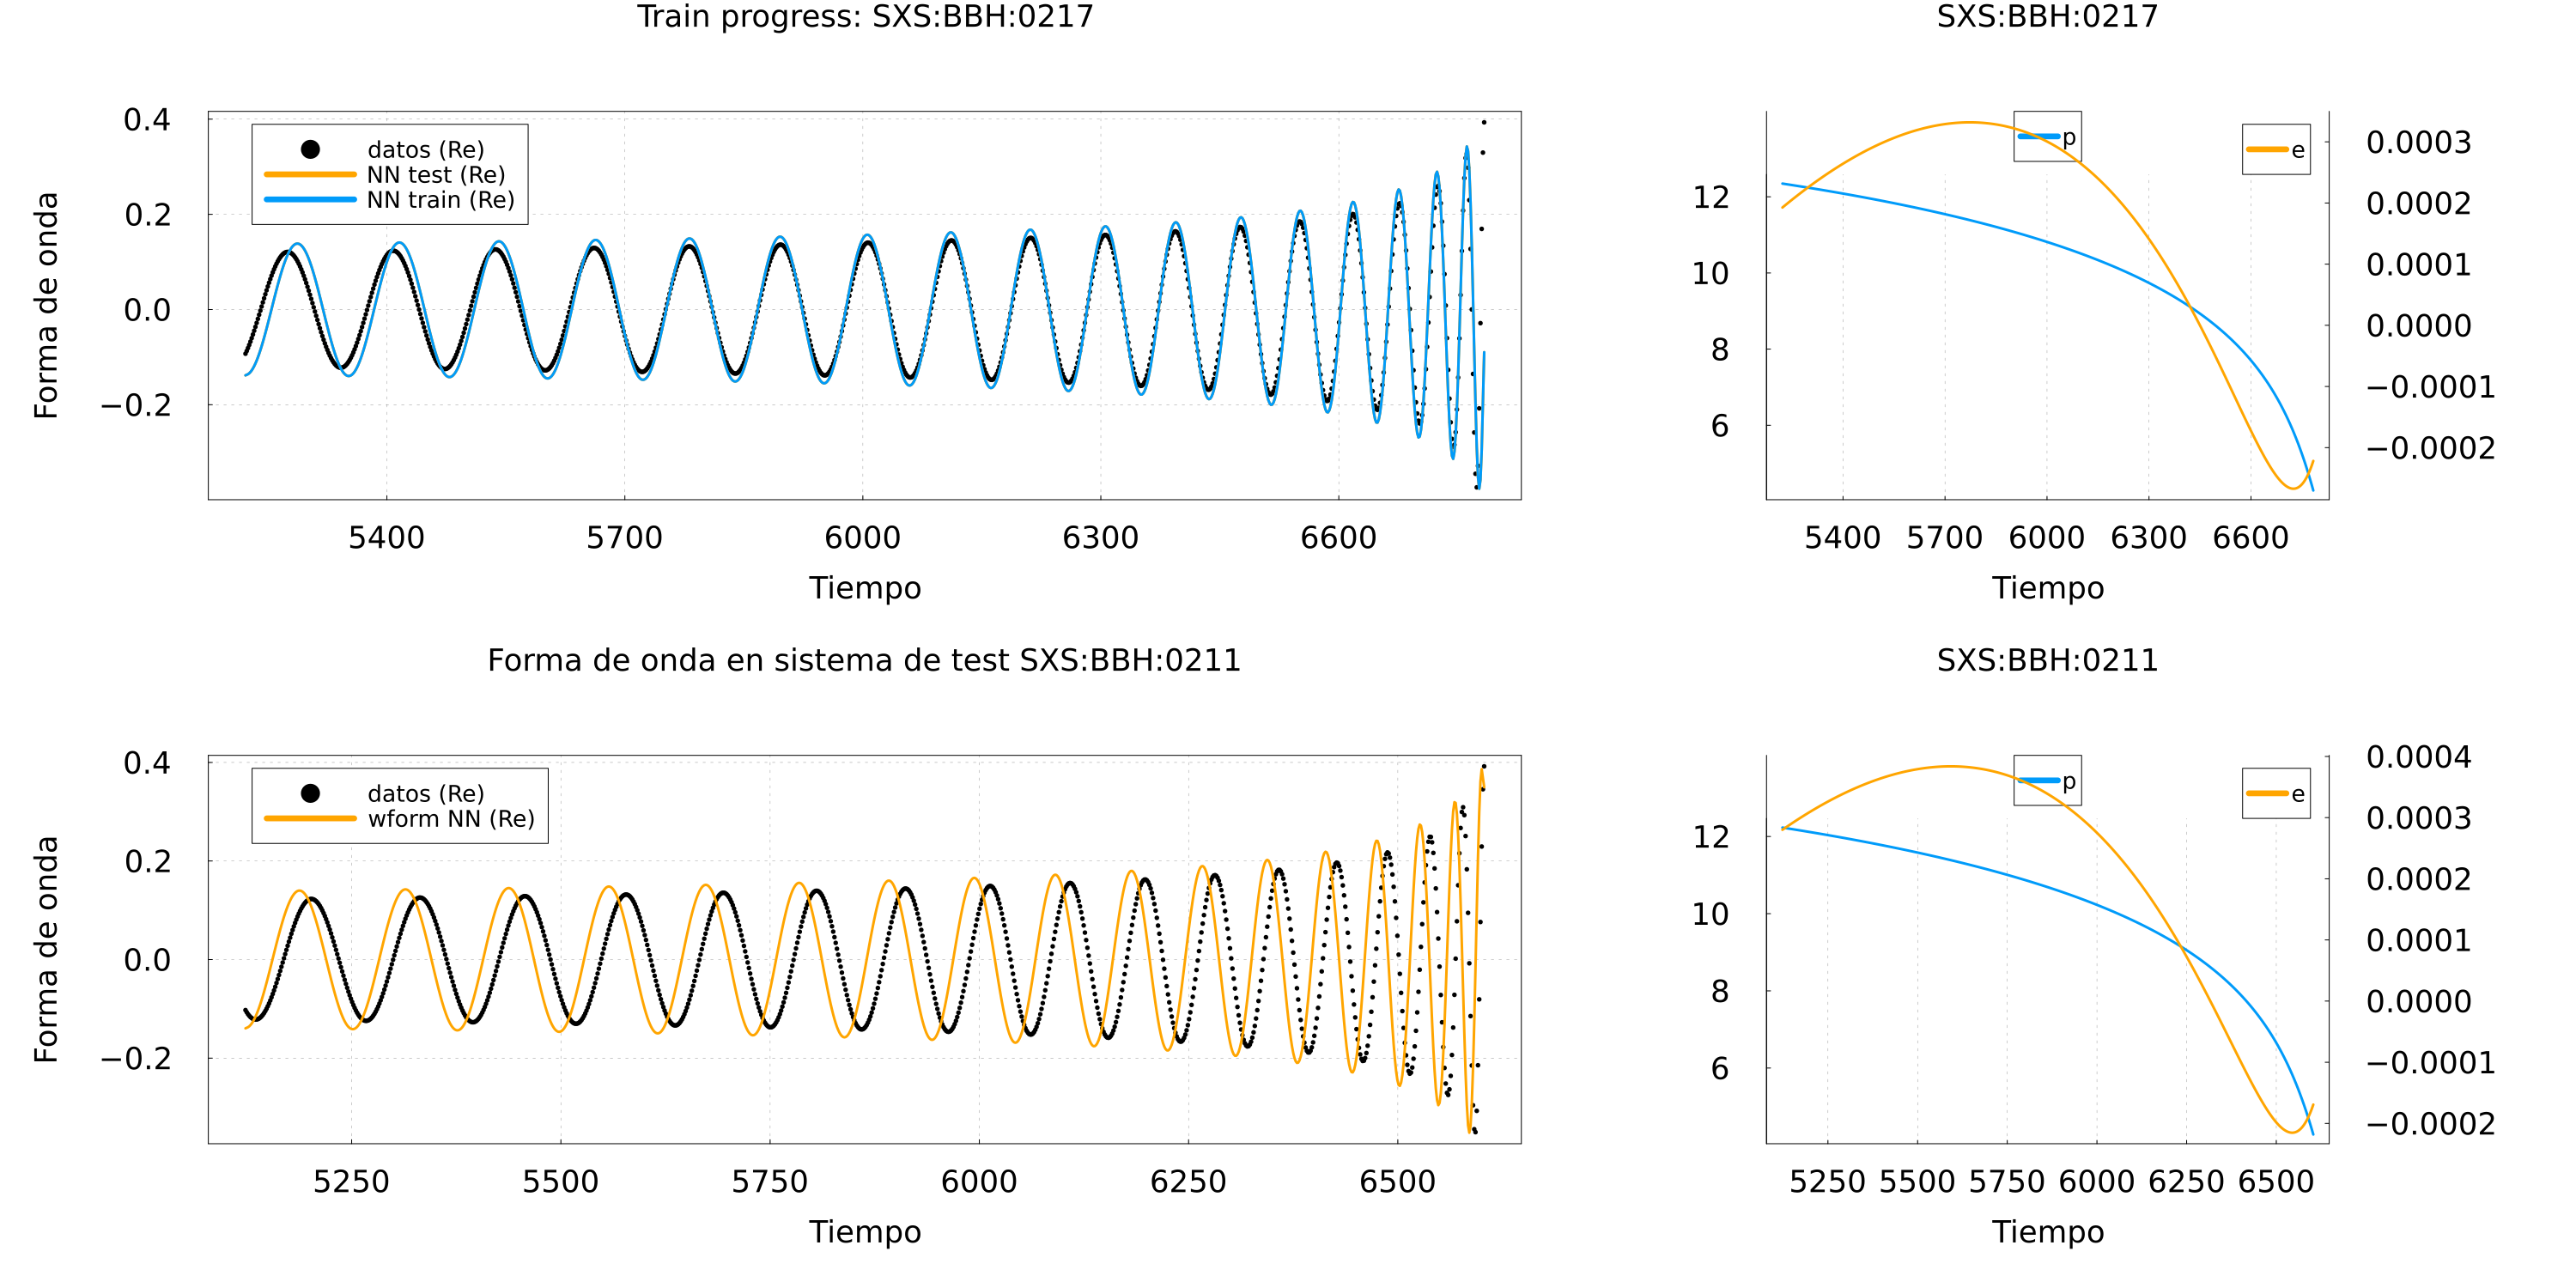 Train progress: SXS:BBH:0217
0.4
0.2
0.0
−0.2
Forma de onda
datos (Re)
NN test (Re)
NN train (Re)
5400 5700 6000 6300 6600
Tiempo
SXS:BBH:0217
12
10
8
6
p
e
0.0003
0.0002
0.0001
0.0000
−0.0001
−0.0002
5400 5700 6000 6300 6600
Tiempo
Forma de onda en sistema de test SXS:BBH:0211
0.4
0.2
0.0
−0.2
Forma de onda
datos (Re)
wform NN (Re)
5250 5500 5750 6000 6250 6500
Tiempo
SXS:BBH:0211
12
10
8
6
p
e
0.0004
0.0003
0.0002
0.0001
0.0000
−0.0001
−0.0002
5250 5500 5750 6000 6250 6500
Tiempo